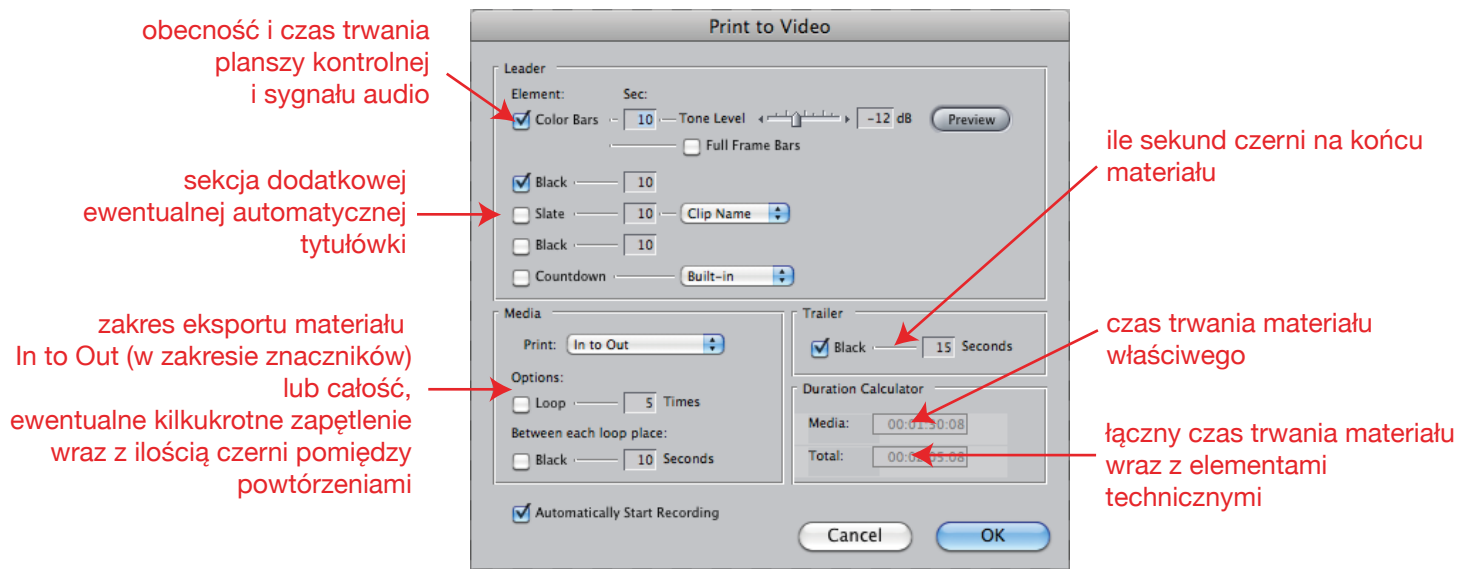 obecność i czas trwania
planszy kontrolnej
i sygnału audio
sekcja dodatkowej
ewentualnej automatycznej
tytułówki
zakres eksportu materiału
In to Out (w zakresie znaczników)
lub całość,
ewentualne kilkukrotne zapętlenie
wraz z ilością czerni pomiędzy
powtórzeniami
Print to Video
Leader
Element: Sec:
Color Bars 10 Tone Level -12 dB Preview
Full Frame Bars
Black 10
Slate 10 Clip Name
Black 10
Countdown Built-in
Media
Print: In to Out
Options:
Loop 5 Times
Between each loop place:
Black 10 Seconds
Automatically Start Recording
Trailer
Black 15 Seconds
Duration Calculator
Media:
Total:
Cancel OK
ile sekund czerni na końcu
materiału
czas trwania materiału
właściwego
łączny czas trwania materiału
wraz z elementami
technicznymi